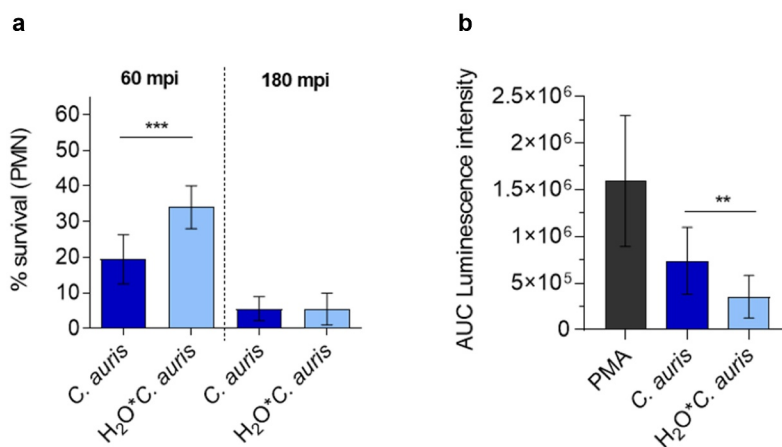 a
60 mpi
180 mpi
% survival (PMN)
60
50
40
30
20
10
0
***
C. auris
H₂O*C. auris
C. auris
H₂O*C. auris
b
AUC Luminescence intensity
2.5×10⁶
2×10⁶
1.5×10⁶
1×10⁶
5×10⁵
0
**
PMA
C. auris
H₂O*C. auris